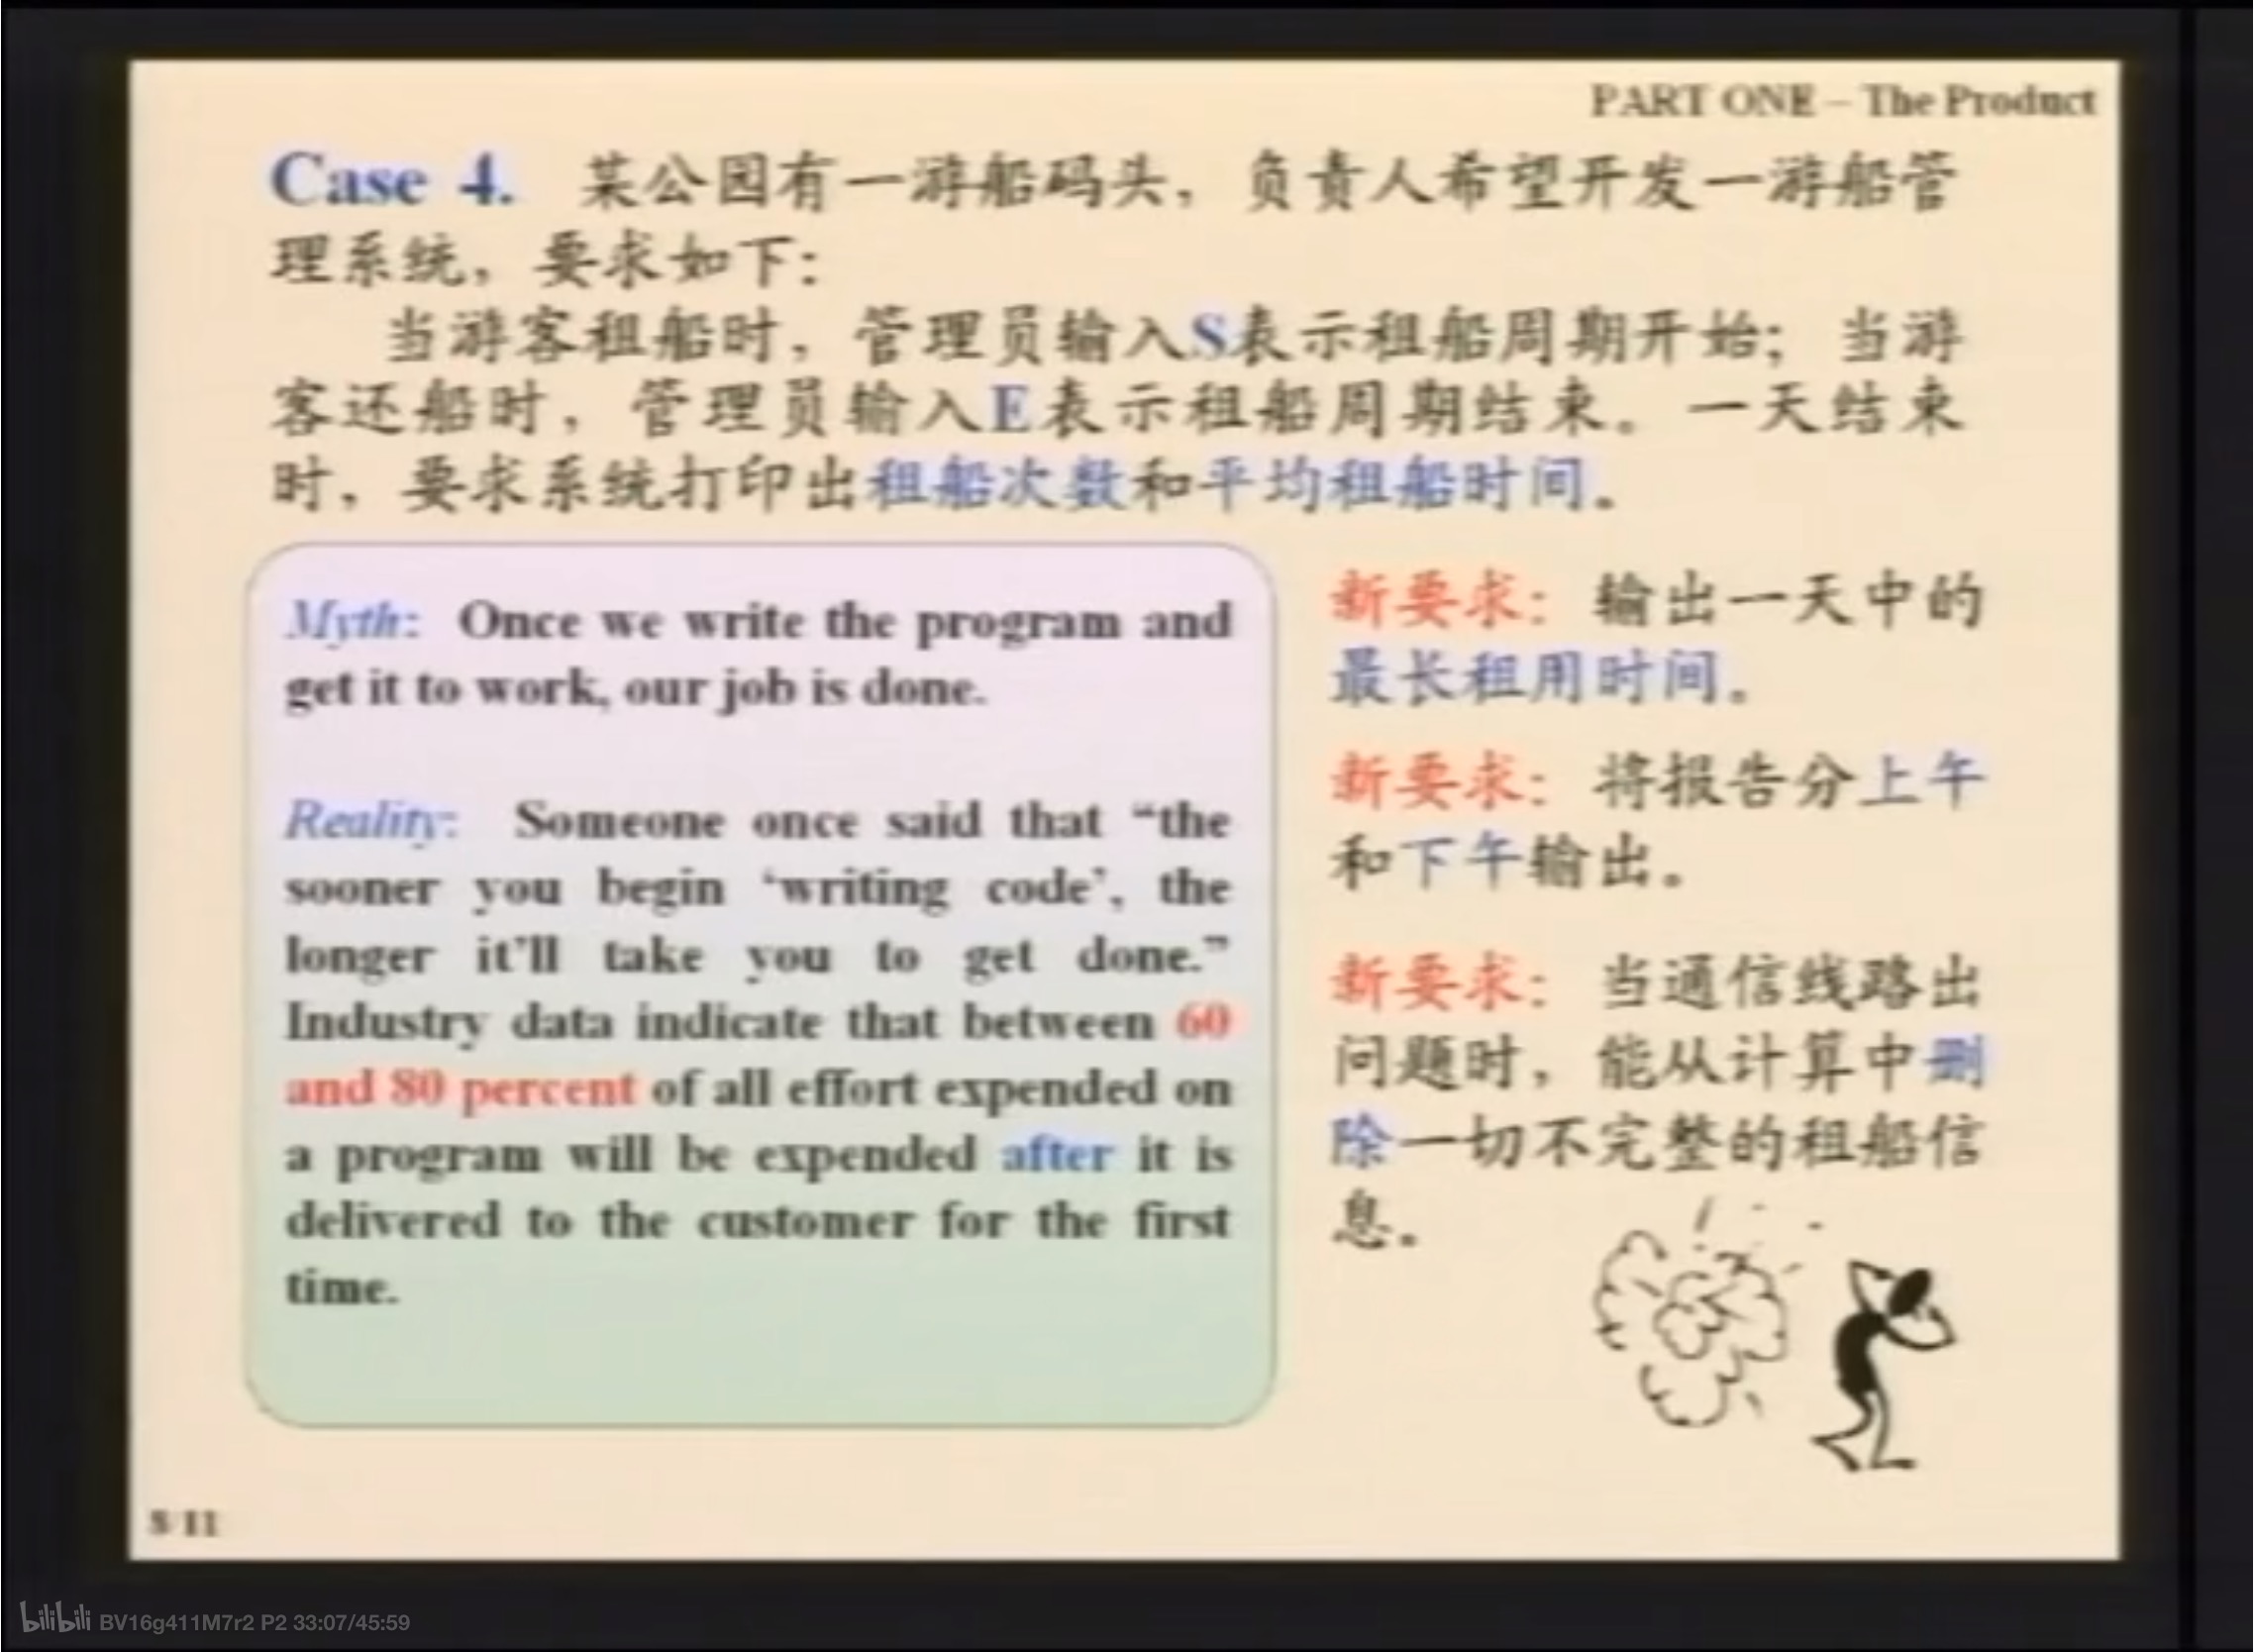 PART ONE – The Product
Case 4. 某公园有一游船码头，负责人希望开发一游船管
理系统，要求如下：
当游客租船时，管理员输入S表示租船周期开始；当游
客还船时，管理员输入E表示租船周期结束。一天结束
时，要求系统打印出租船次数和平均租船时间。
Myth: Once we write the program and
get it to work, our job is done.
Reality: Someone once said that “the
sooner you begin ‘writing code’, the
longer it’ll take you to get done.”
Industry data indicate that between 60
and 80 percent of all effort expended on
a program will be expended after it is
delivered to the customer for the first
time.
新要求：输出一天中的
最长租用时间。
新要求：将报告分上午
和下午输出。
新要求：当通信线路出
问题时，能从计算中删
除一切不完整的租船信
息。
8/11
bilibili BV16g411M7r2 P2 33:07/45:59